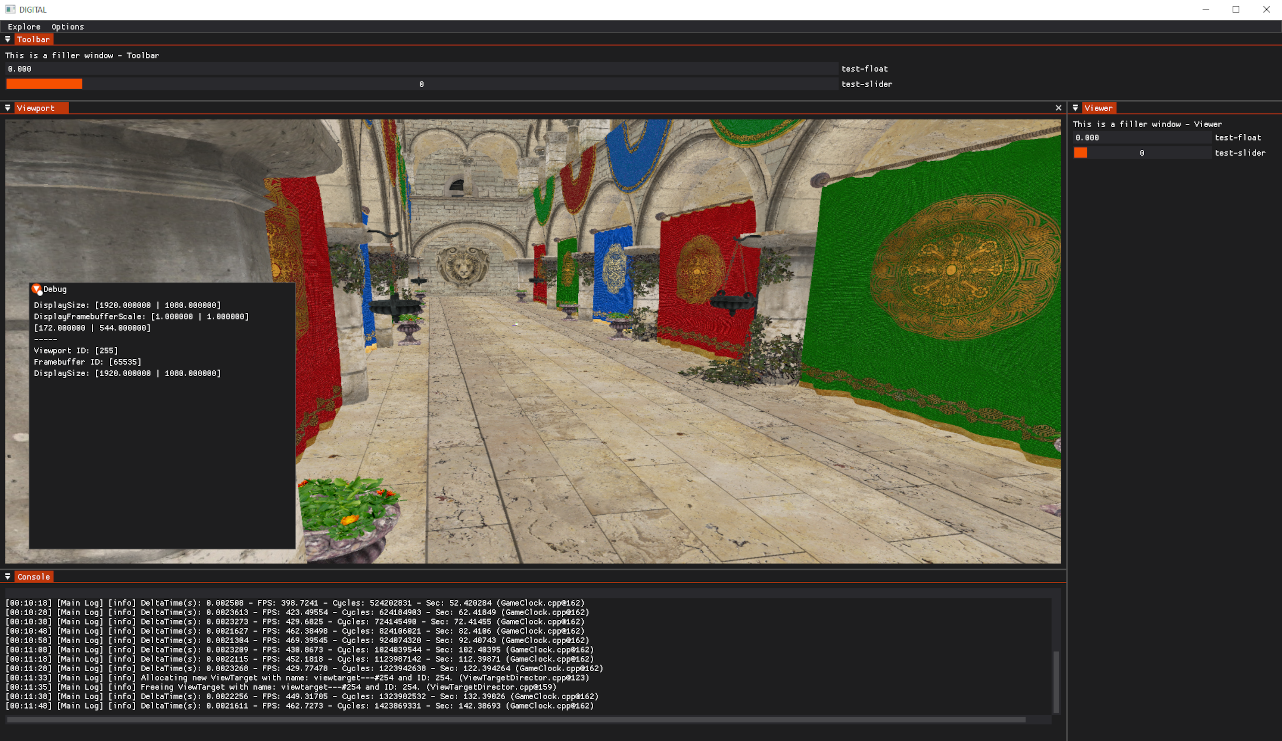 DIGITAL
Explore Options
Toolbar
This is a filler window - Toolbar
0.000 test-float
0 test-slider
Viewport
Viewer
This is a filler window - Viewer
0.000 test-float
0 test-slider
Debug
DisplaySize: [1920.000000 | 1080.000000]
DisplayFramebufferScale: [1.000000 | 1.000000]
[172.000000 | 544.000000]
-----
Viewport ID: [255]
Framebuffer ID: [65535]
DisplaySize: [1920.000000 | 1080.000000]
Console
[00:10:18] [Main Log] [info] DeltaTime(s): 0.002508 - FPS: 398.7241 - Cycles: 524202831 - Sec: 52.420284 (GameClock.cpp@162)
[00:10:28] [Main Log] [info] DeltaTime(s): 0.0023613 - FPS: 423.49554 - Cycles: 624184903 - Sec: 62.41849 (GameClock.cpp@162)
[00:10:38] [Main Log] [info] DeltaTime(s): 0.0023273 - FPS: 429.6825 - Cycles: 724145490 - Sec: 72.41455 (GameClock.cpp@162)
[00:10:48] [Main Log] [info] DeltaTime(s): 0.0021627 - FPS: 462.38498 - Cycles: 824106021 - Sec: 82.4106 (GameClock.cpp@162)
[00:10:58] [Main Log] [info] DeltaTime(s): 0.0021304 - FPS: 469.39545 - Cycles: 924074320 - Sec: 92.40743 (GameClock.cpp@162)
[00:11:08] [Main Log] [info] DeltaTime(s): 0.0023209 - FPS: 430.8673 - Cycles: 1024039544 - Sec: 102.40395 (GameClock.cpp@162)
[00:11:18] [Main Log] [info] DeltaTime(s): 0.0022115 - FPS: 452.1818 - Cycles: 1123987142 - Sec: 112.39871 (GameClock.cpp@162)
[00:11:28] [Main Log] [info] DeltaTime(s): 0.0023268 - FPS: 429.77478 - Cycles: 1223942630 - Sec: 122.394264 (GameClock.cpp@162)
[00:11:33] [Main Log] [info] Allocating new ViewTarget with name: viewtarget---#254 and ID: 254. (ViewTargetDirector.cpp@123)
[00:11:35] [Main Log] [info] Freeing ViewTarget with name: viewtarget---#254 and ID: 254. (ViewTargetDirector.cpp@159)
[00:11:38] [Main Log] [info] DeltaTime(s): 0.0022256 - FPS: 449.31705 - Cycles: 1323902532 - Sec: 132.39026 (GameClock.cpp@162)
[00:11:48] [Main Log] [info] DeltaTime(s): 0.0021611 - FPS: 462.7273 - Cycles: 1423869331 - Sec: 142.38693 (GameClock.cpp@162)